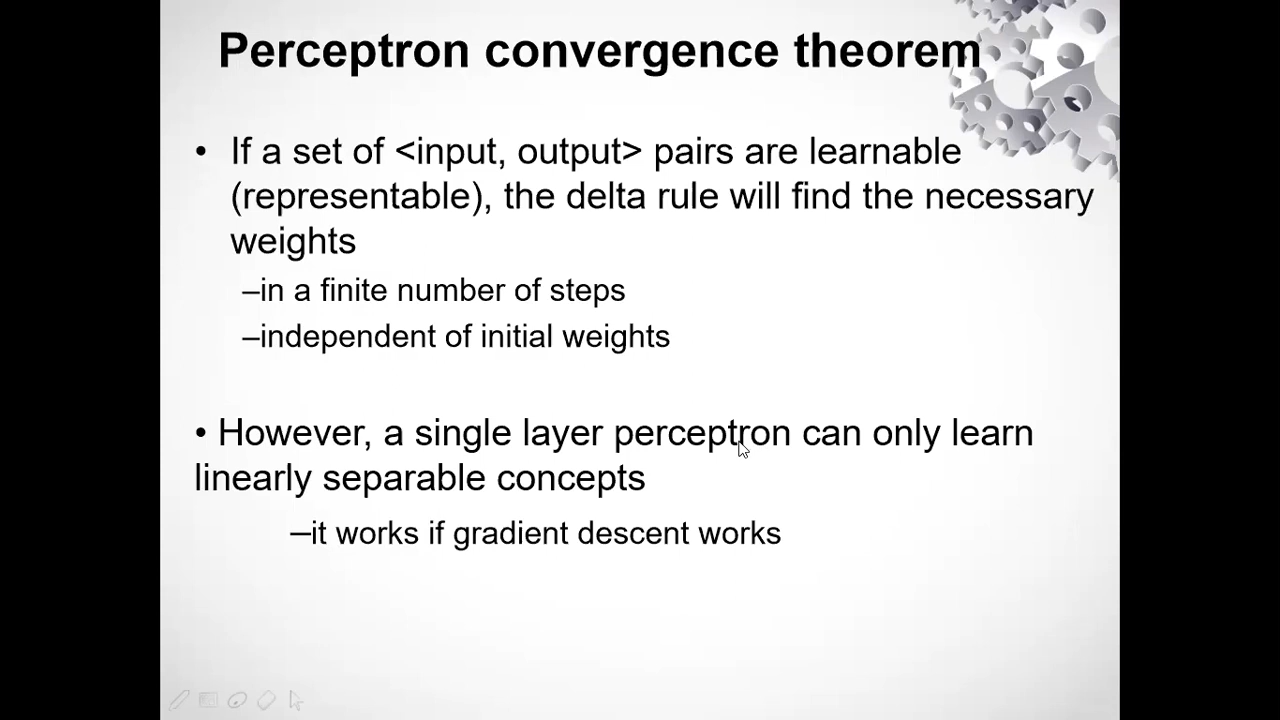 Perceptron convergence theorem
• If a set of <input, output> pairs are learnable
(representable), the delta rule will find the necessary
weights
–in a finite number of steps
–independent of initial weights
• However, a single layer perceptron can only learn
linearly separable concepts
–it works if gradient descent works